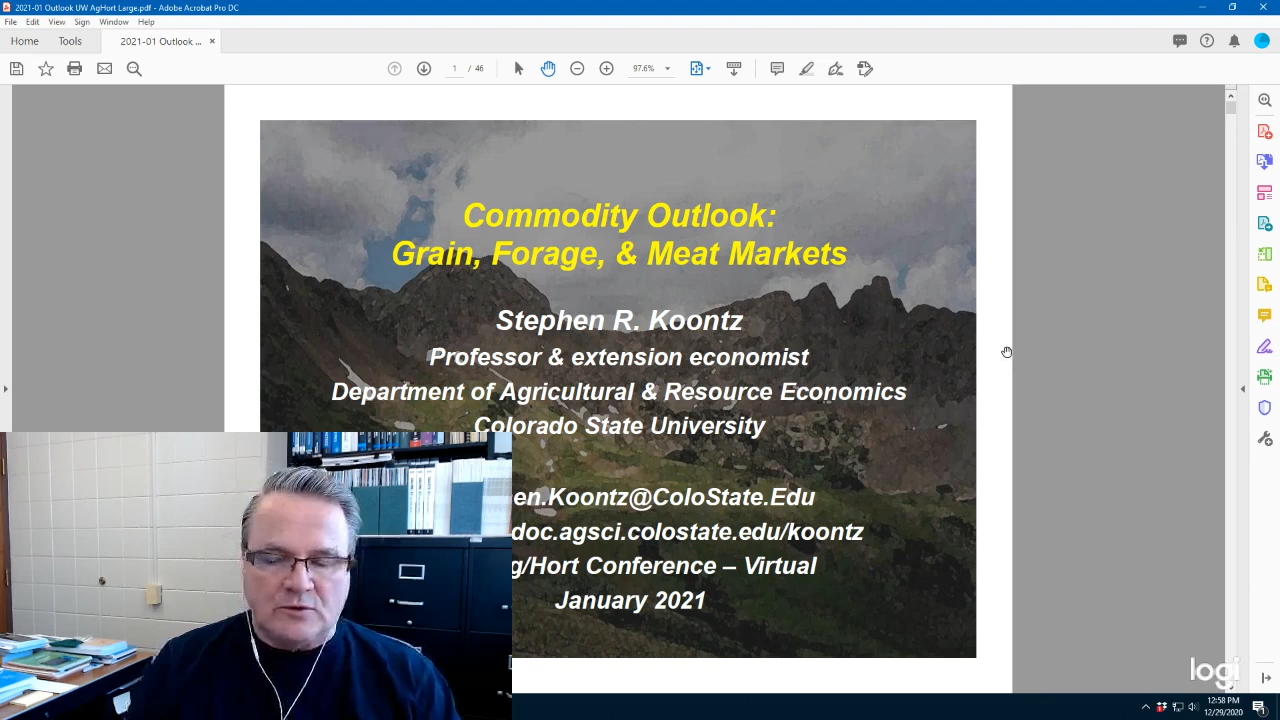 2021-01 Outlook UW AgHort Large.pdf - Adobe Acrobat Pro DC
File Edit View Sign Window Help
Home Tools 2021-01 Outlook ... ×
1 / 46 97.6%
Commodity Outlook:
Grain, Forage, & Meat Markets
Stephen R. Koontz
Professor & extension economist
Department of Agricultural & Resource Economics
Colorado State University
en.Koontz@ColoState.Edu
doc.agsci.colostate.edu/koontz
g/Hort Conference – Virtual
January 2021
logi
12:58 PM
12/29/2020
1